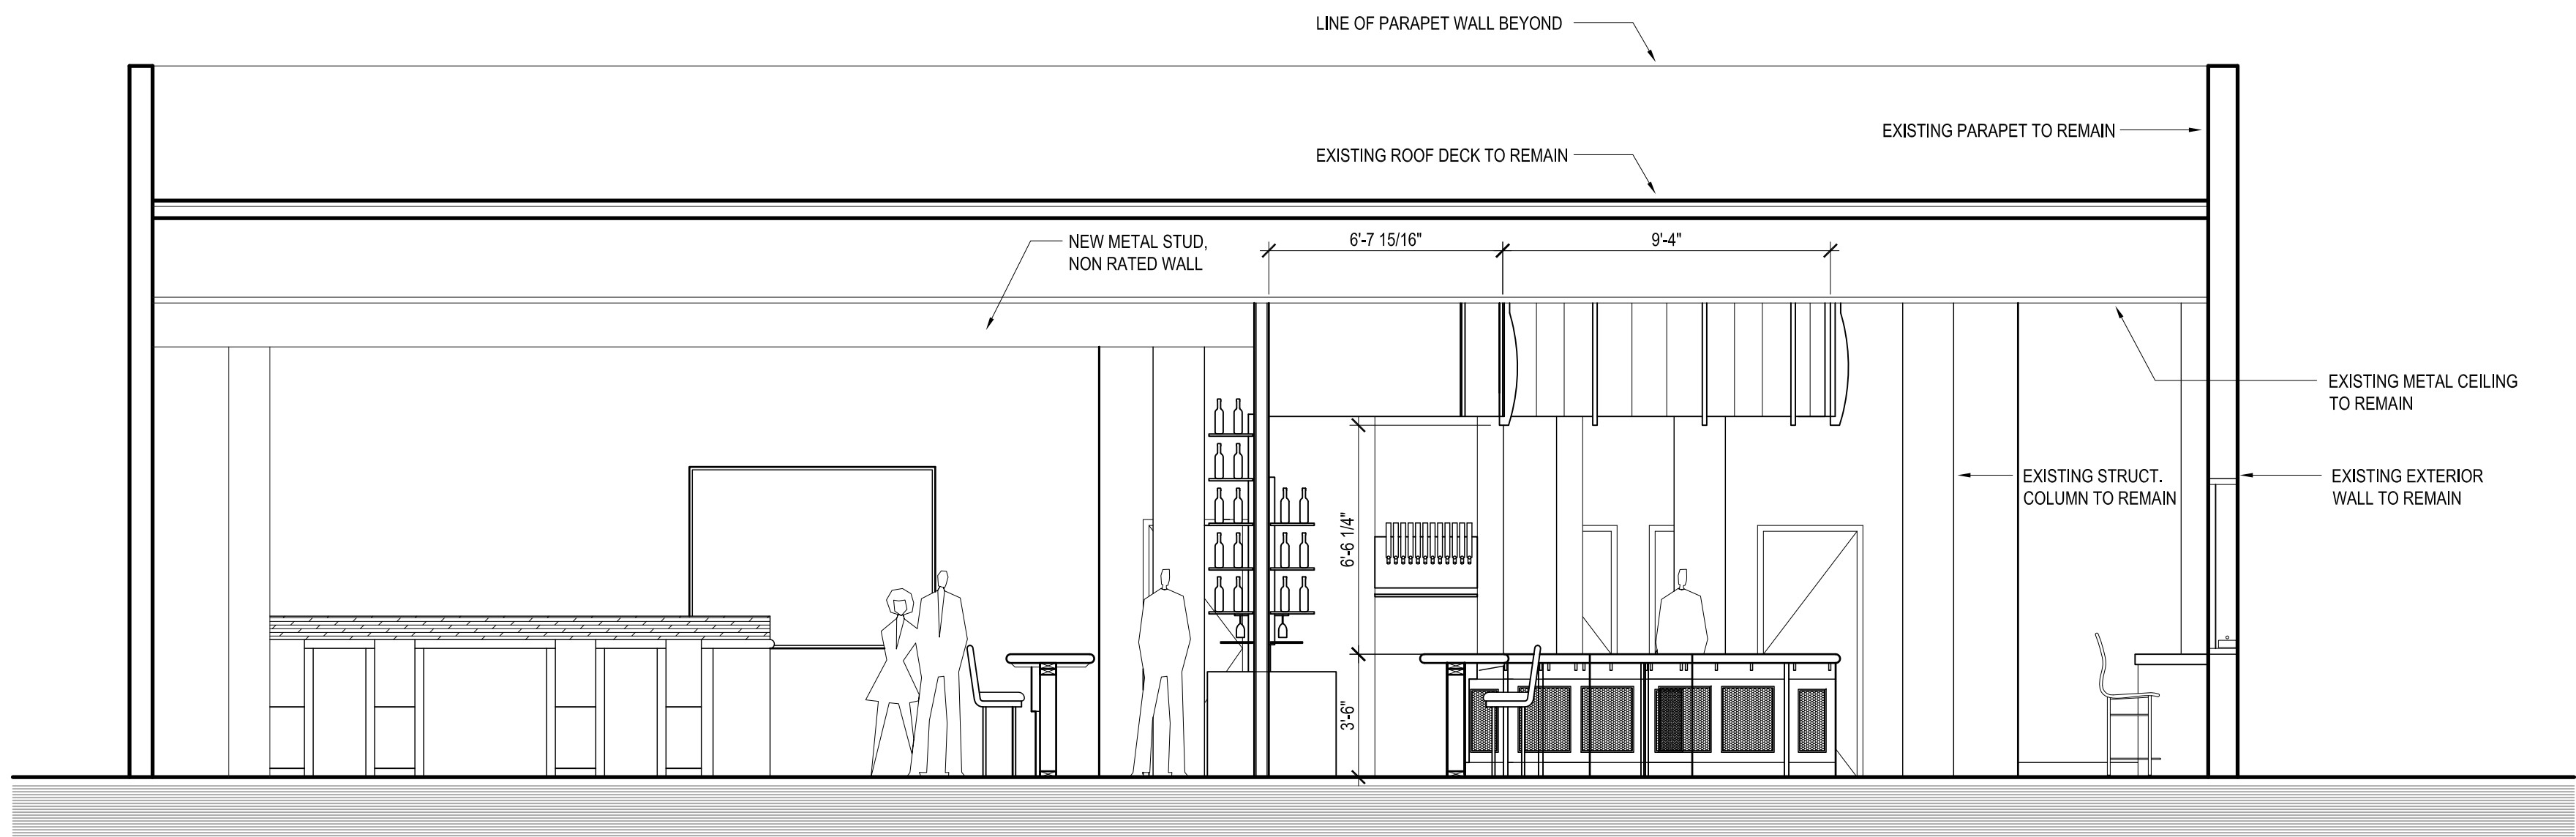 LINE OF PARAPET WALL BEYOND
EXISTING PARAPET TO REMAIN
EXISTING ROOF DECK TO REMAIN
NEW METAL STUD,
NON RATED WALL
6'-7 15/16"
9'-4"
EXISTING METAL CEILING
TO REMAIN
EXISTING STRUCT.
COLUMN TO REMAIN
EXISTING EXTERIOR
WALL TO REMAIN
6'-6 1/4"
3'-6"